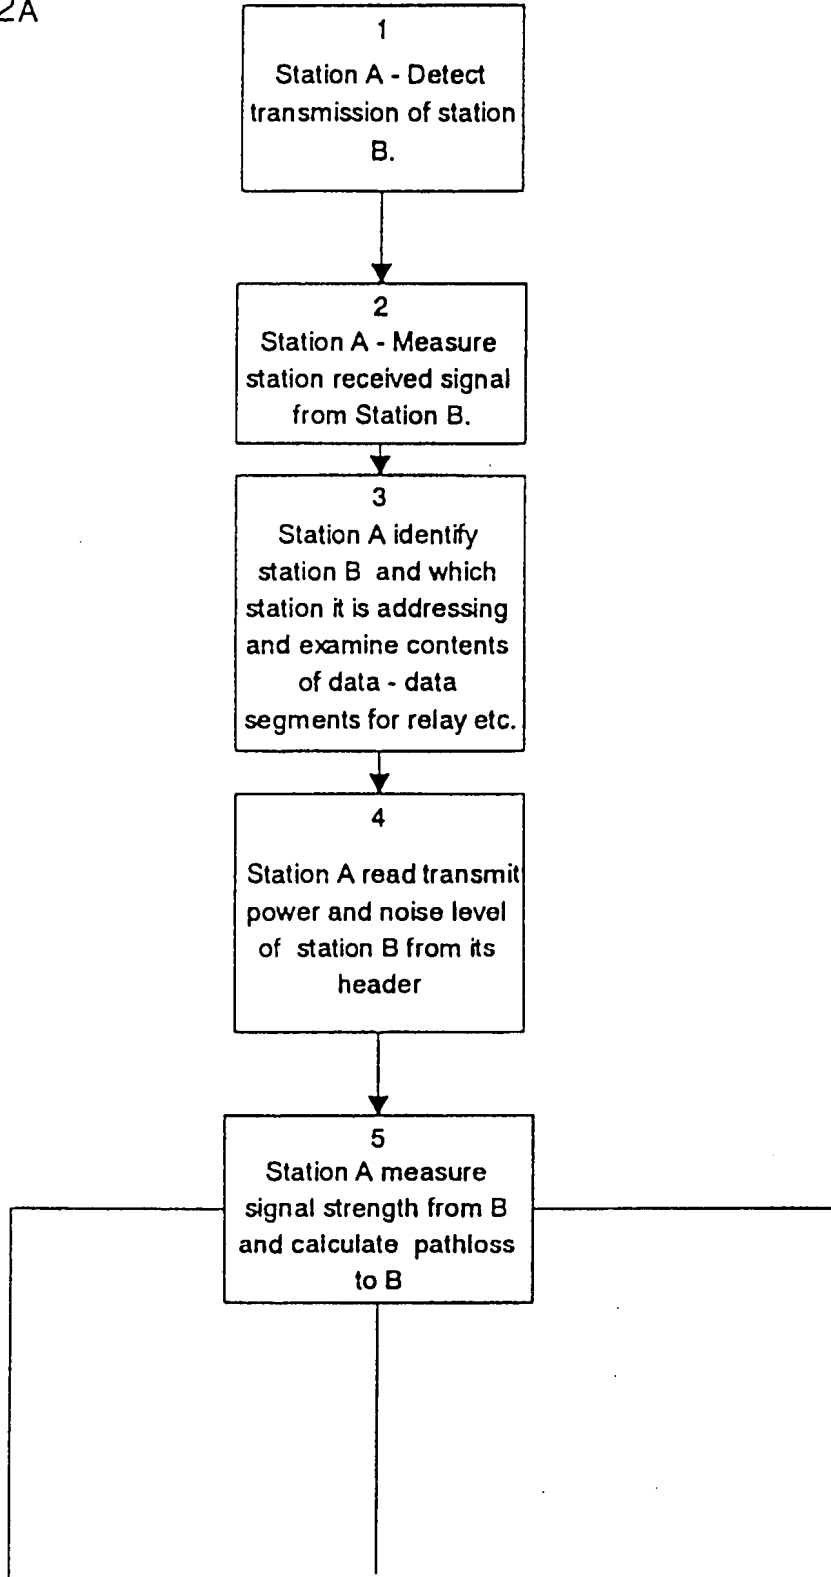 2A
1
Station A - Detect
transmission of station
B.
2
Station A - Measure
station received signal
from Station B.
3
Station A identify
station B and which
station it is addressing
and examine contents
of data - data
segments for relay etc.
4
Station A read transmit
power and noise level
of station B from its
header
5
Station A measure
signal strength from B
and calculate pathloss
to B